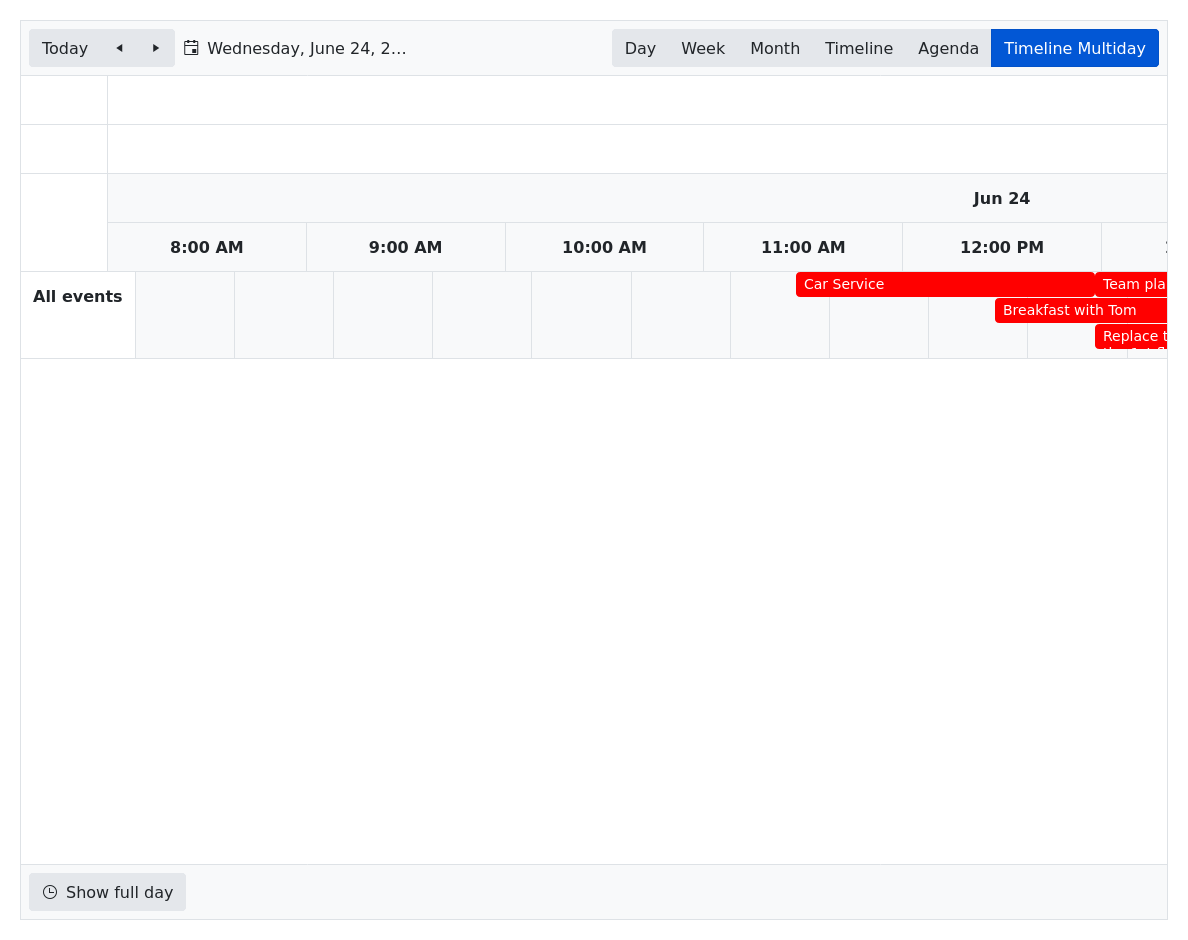 Today
Wednesday, June 24, 2...
Day Week Month Timeline Agenda Timeline Multiday
Jun 24
8:00 AM 9:00 AM 10:00 AM 11:00 AM 12:00 PM
All events
Car Service
Team pla
Breakfast with Tom
Replace t
Show full day